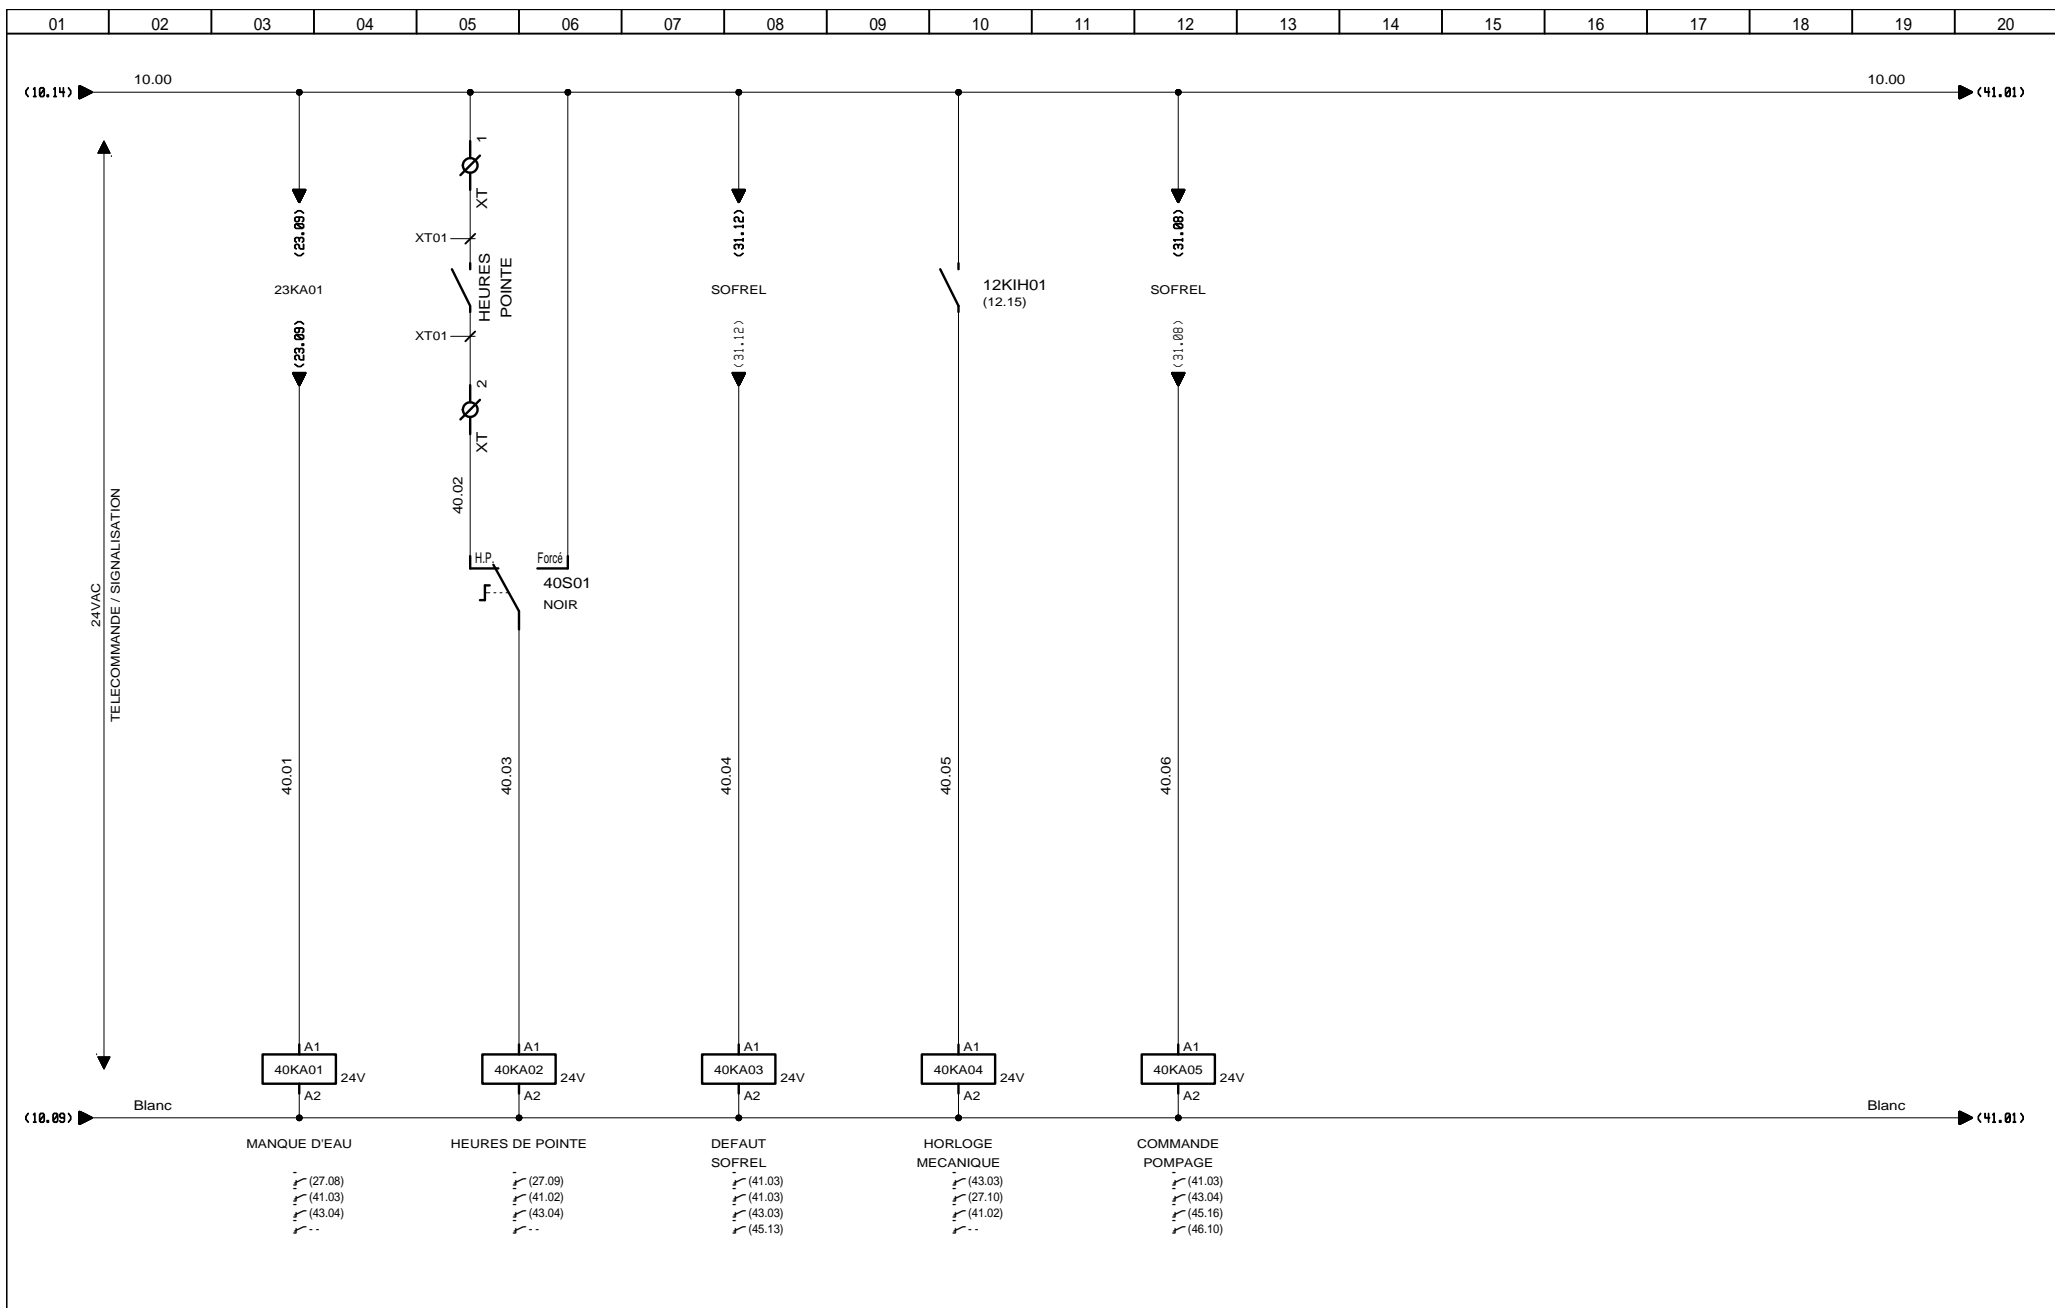 01 02 03 04 05 06 07 08 09 10 11 12 13 14 15 16 17 18 19 20
10.00 10.00
(10.14) (41.01)
1
XT
(23.09) (31.12) (31.08)
XT01
HEURES
POINTE
23KA01 SOFREL 12KIH01 SOFREL
(12.15)
(23.09) XT01 (31.12) (31.08)
2
XT
40.02
24VAC
TELECOMMANDE / SIGNALISATION
H.P. Forcé
40S01
NOIR
40.01 40.03 40.04 40.05 40.06
A1 A1 A1 A1 A1
40KA01 24V 40KA02 24V 40KA03 24V 40KA04 24V 40KA05 24V
A2 A2 A2 A2 A2
Blanc Blanc
(10.09) (41.01)
MANQUE D'EAU
(27.08)
(41.03)
(43.04)
--
HEURES DE POINTE
(27.09)
(41.02)
(43.04)
--
DEFAUT
SOFREL
(41.03)
(41.03)
(43.03)
(45.13)
HORLOGE
MECANIQUE
(43.03)
(27.10)
(41.02)
--
COMMANDE
POMPAGE
(41.03)
(43.04)
(45.16)
(46.10)